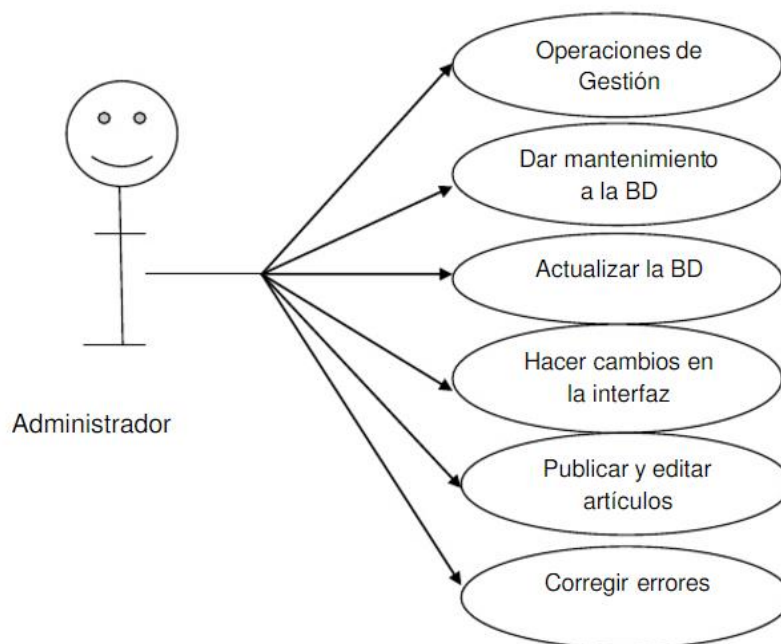 Operaciones de
Gestión
Dar mantenimiento
a la BD
Actualizar la BD
Hacer cambios en
la interfaz
Administrador
Publicar y editar
artículos
Corregir errores